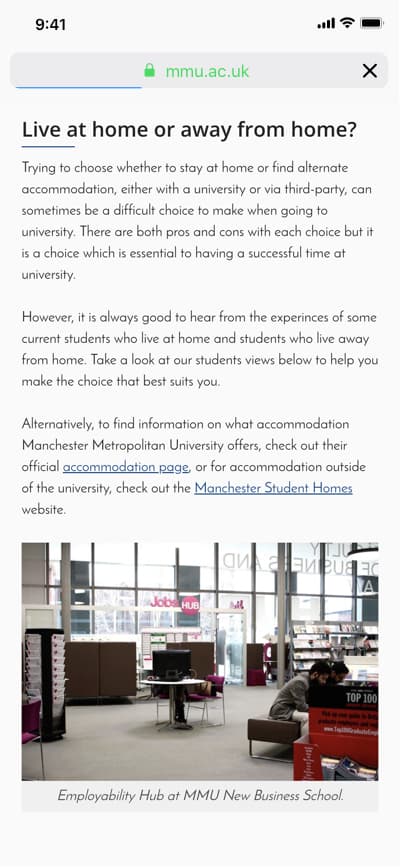 9:41
mmu.ac.uk
Live at home or away from home?
Trying to choose whether to stay at home or find alternate
accommodation, either with a university or via third-party, can
sometimes be a difficult choice to make when going to
university. There are both pros and cons with each choice but it
is a choice which is essential to having a successful time at
university.
However, it is always good to hear from the experinces of some
current students who live at home and students who live away
from home. Take a look at our students views below to help you
make the choice that best suits you.
Alternatively, to find information on what accommodation
Manchester Metropolitan University offers, check out their
official accommodation page, or for accommodation outside
of the university, check out the Manchester Student Homes
website.
BUSINESS AND
Jobs HUB
TOP 100
Employability Hub at MMU New Business School.